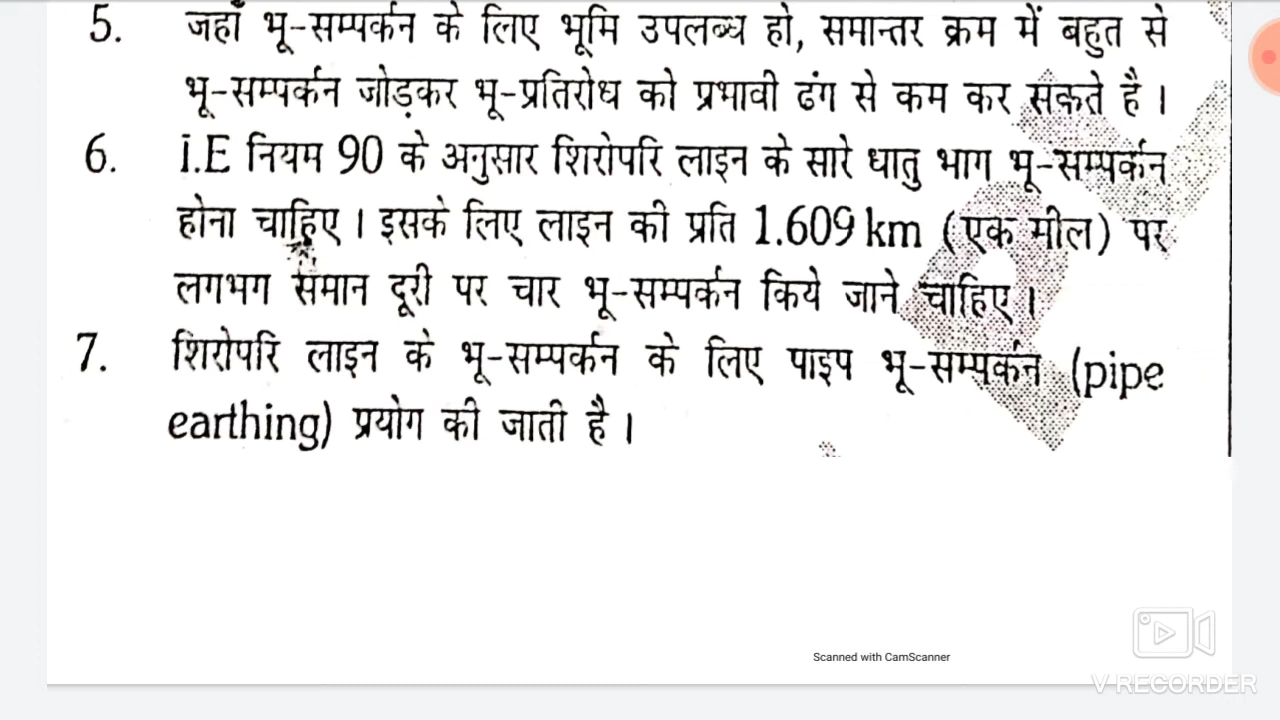 5. जहाँ भू-सम्पर्कन के लिए भूमि उपलब्ध हो, समान्तर क्रम में बहुत से
भू-सम्पर्कन जोड़कर भू-प्रतिरोध को प्रभावी ढंग से कम कर सकते है।
6. I.E नियम 90 के अनुसार शिरोपरि लाइन के सारे धातु भाग भू-सम्पर्कन
होना चाहिए। इसके लिए लाइन की प्रति 1.609 km (एक मील) पर
लगभग समान दूरी पर चार भू-सम्पर्कन किये जाने चाहिए।
7. शिरोपरि लाइन के भू-सम्पर्कन के लिए पाइप भू-सम्पर्कन (pipe
earthing) प्रयोग की जाती है।
Scanned with CamScanner
V-RECORDER